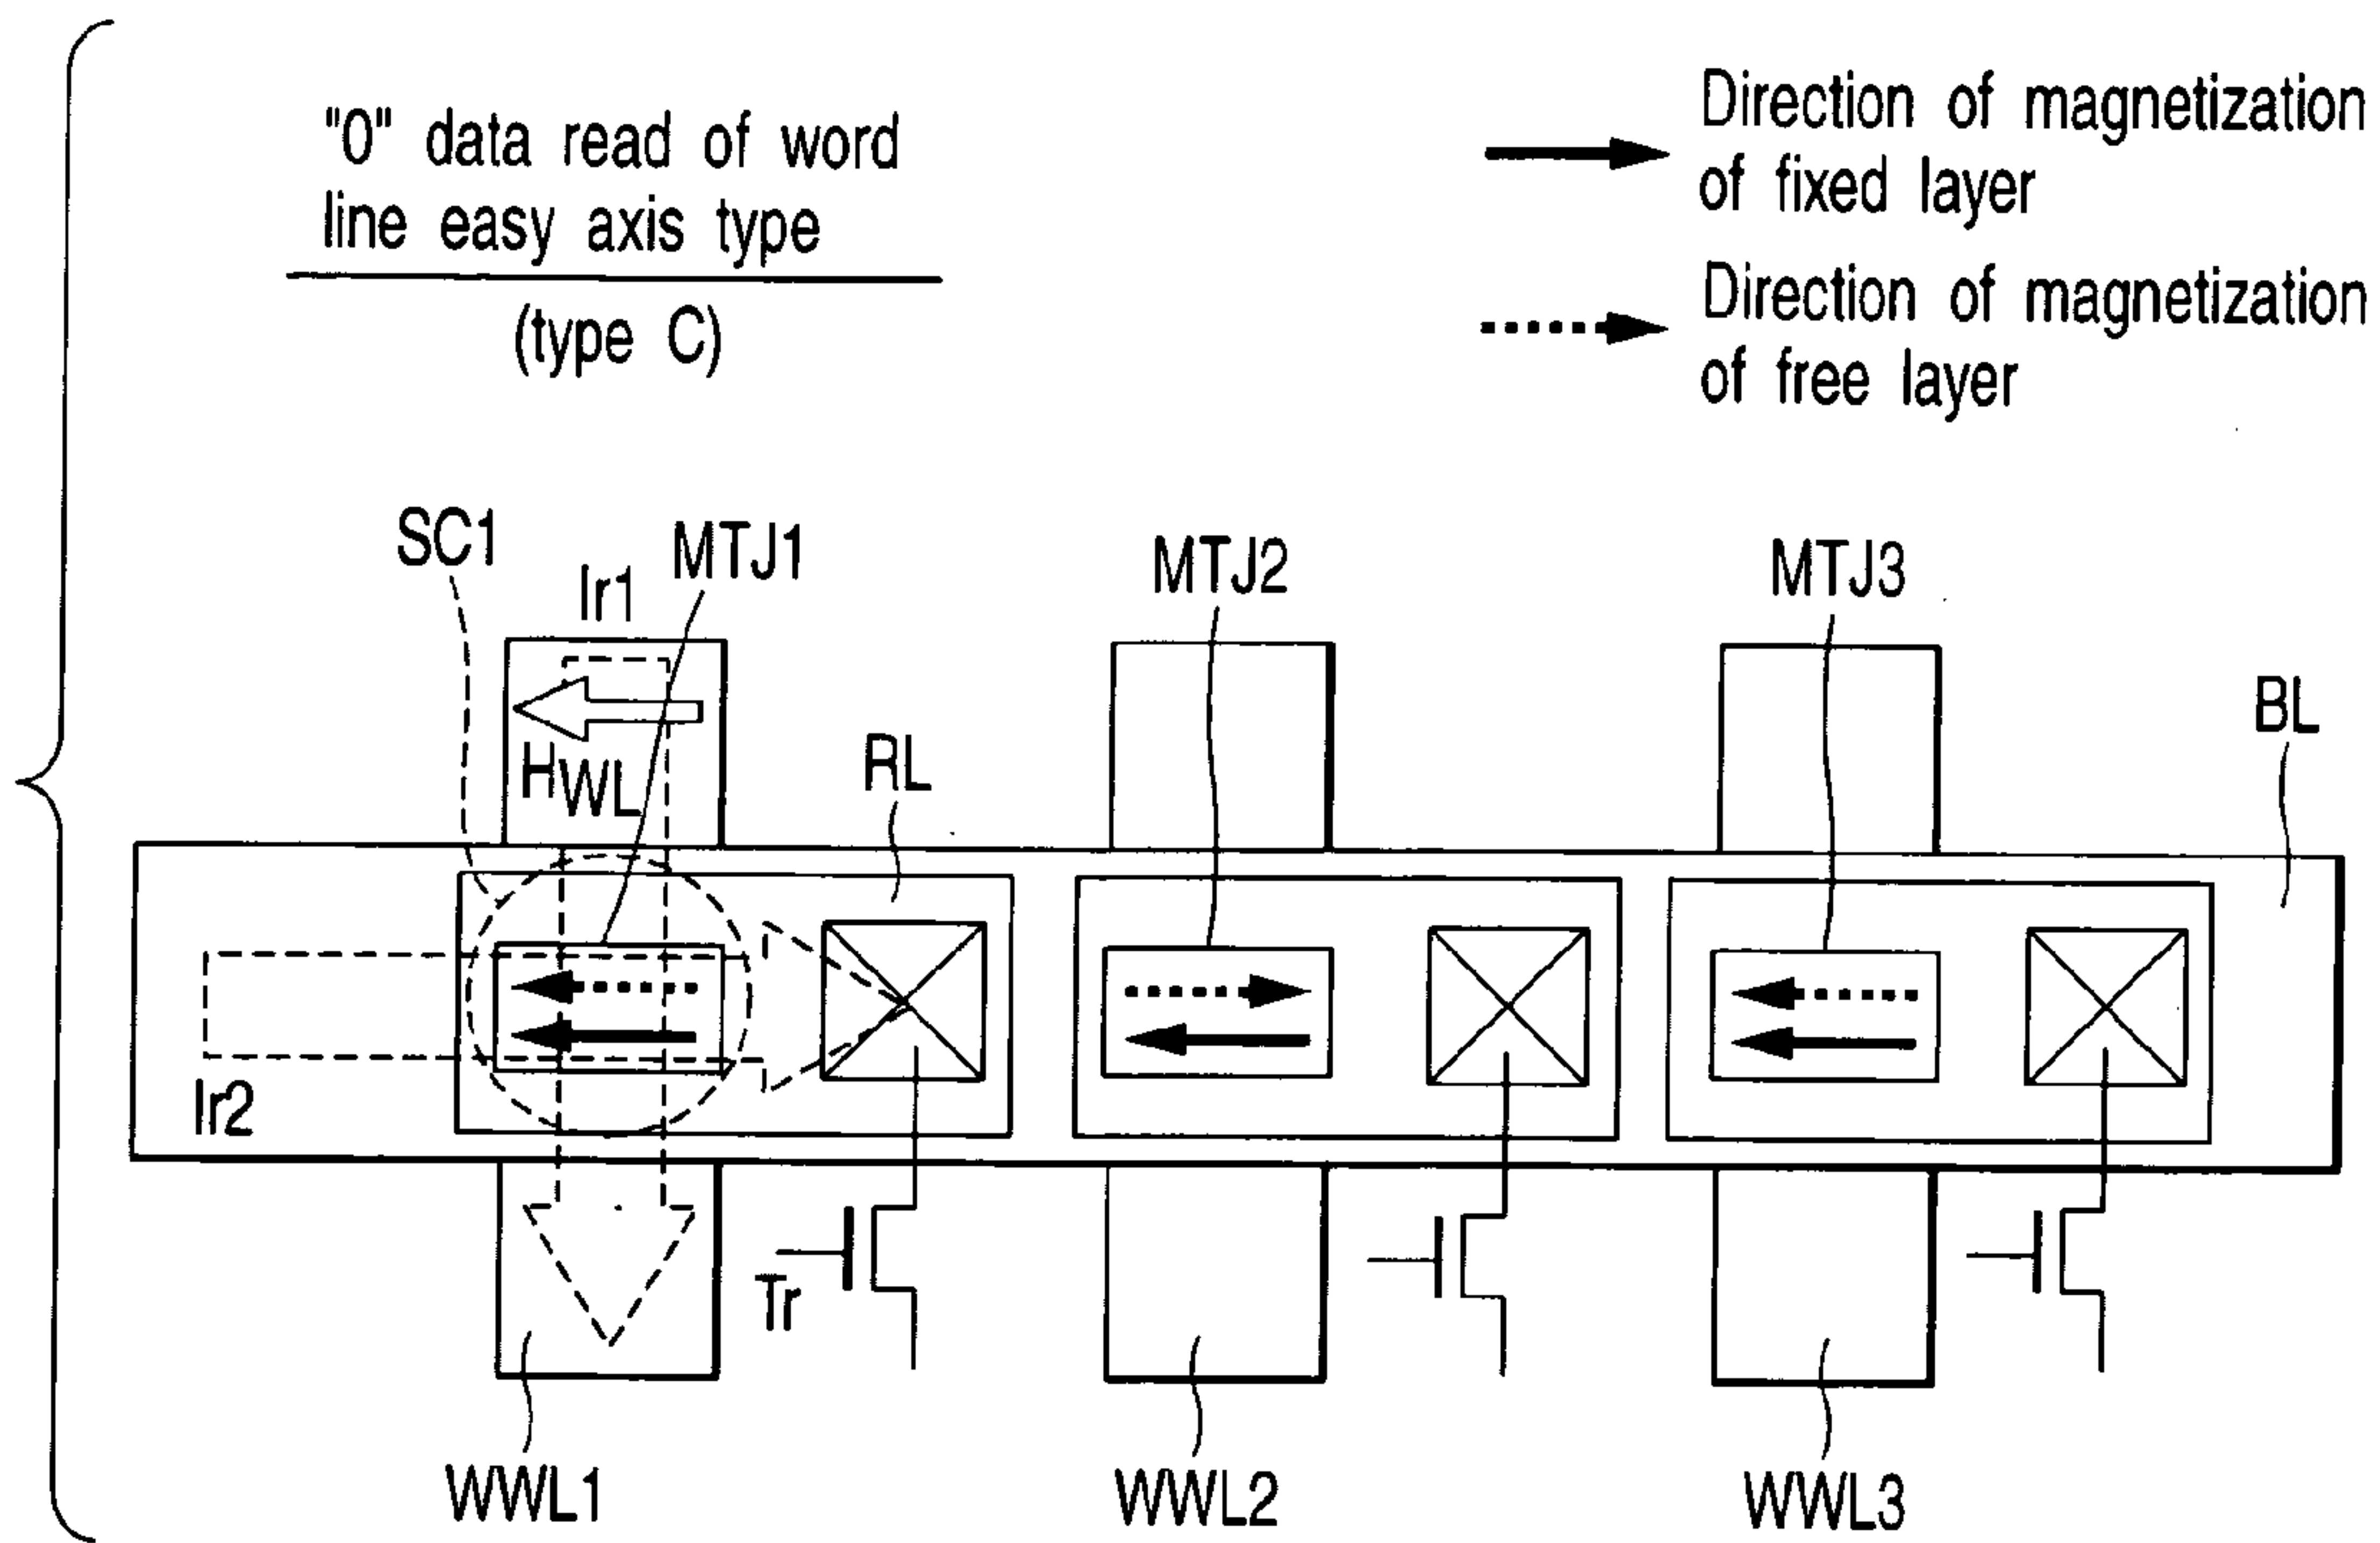 "0" data read of word
line easy axis type
(type C)
Direction of magnetization
of fixed layer
Direction of magnetization
of free layer
SC1
Ir1
MTJ1
MTJ2
MTJ3
HWL
RL
BL
Ir2
Tr
WWL1
WWL2
WWL3